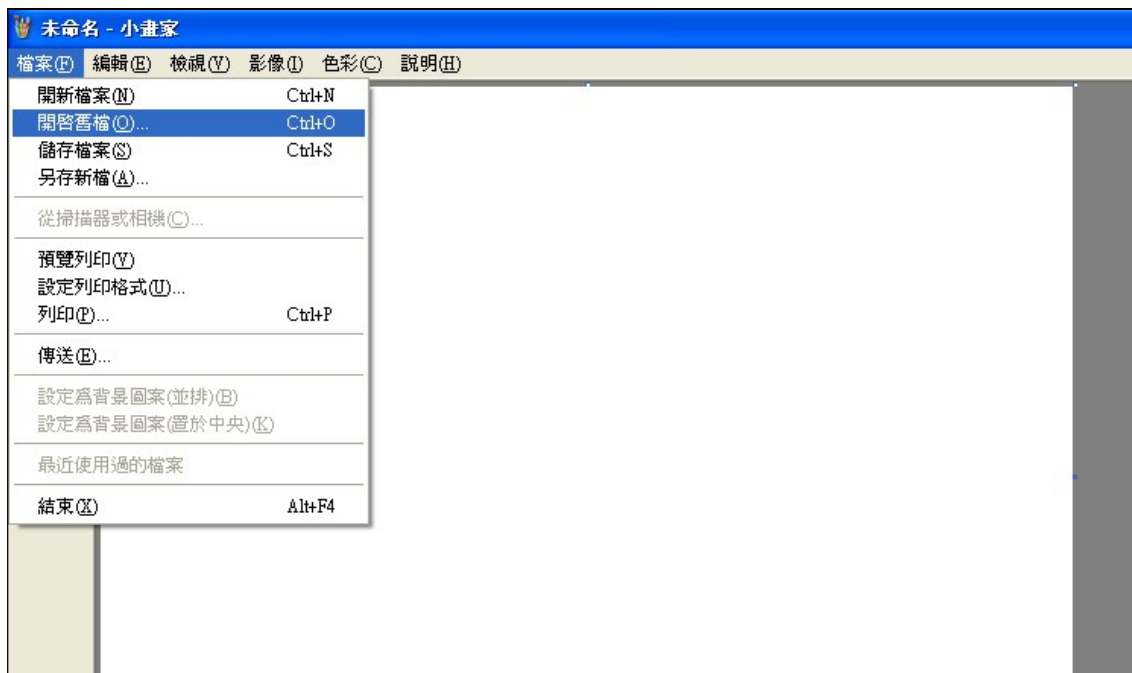 未命名 - 小畫家
檔案(F) 編輯(E) 檢視(V) 影像(I) 色彩(C) 說明(H)
開新檔案(N) Ctrl+N
開啓舊檔(O)... Ctrl+O
儲存檔案(S) Ctrl+S
另存新檔(A)...
從掃描器或相機(C)...
預覽列印(V)
設定列印格式(U)...
列印(P)... Ctrl+P
傳送(E)...
設定爲背景圖案(並排)(B)
設定爲背景圖案(置於中央)(K)
最近使用過的檔案
結束(X) Alt+F4